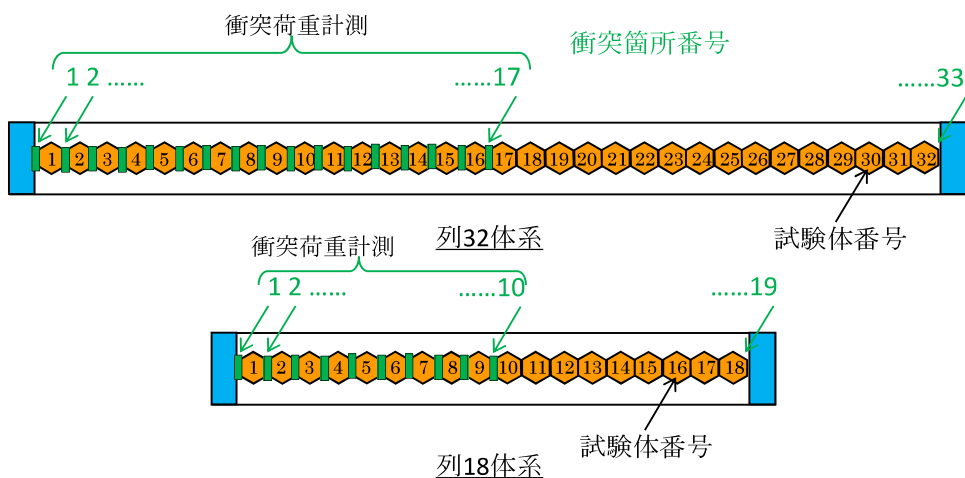 衝突荷重計測
衝突箇所番号
1 2 …… ……17 ……33
1 2 3 4 5 6 7 8 9 10 11 12 13 14 15 16 17 18 19 20 21 22 23 24 25 26 27 28 29 30 31 32
列32体系
試験体番号
衝突荷重計測
1 2 …… ……10 ……19
1 2 3 4 5 6 7 8 9 10 11 12 13 14 15 16 17 18
試験体番号
列18体系